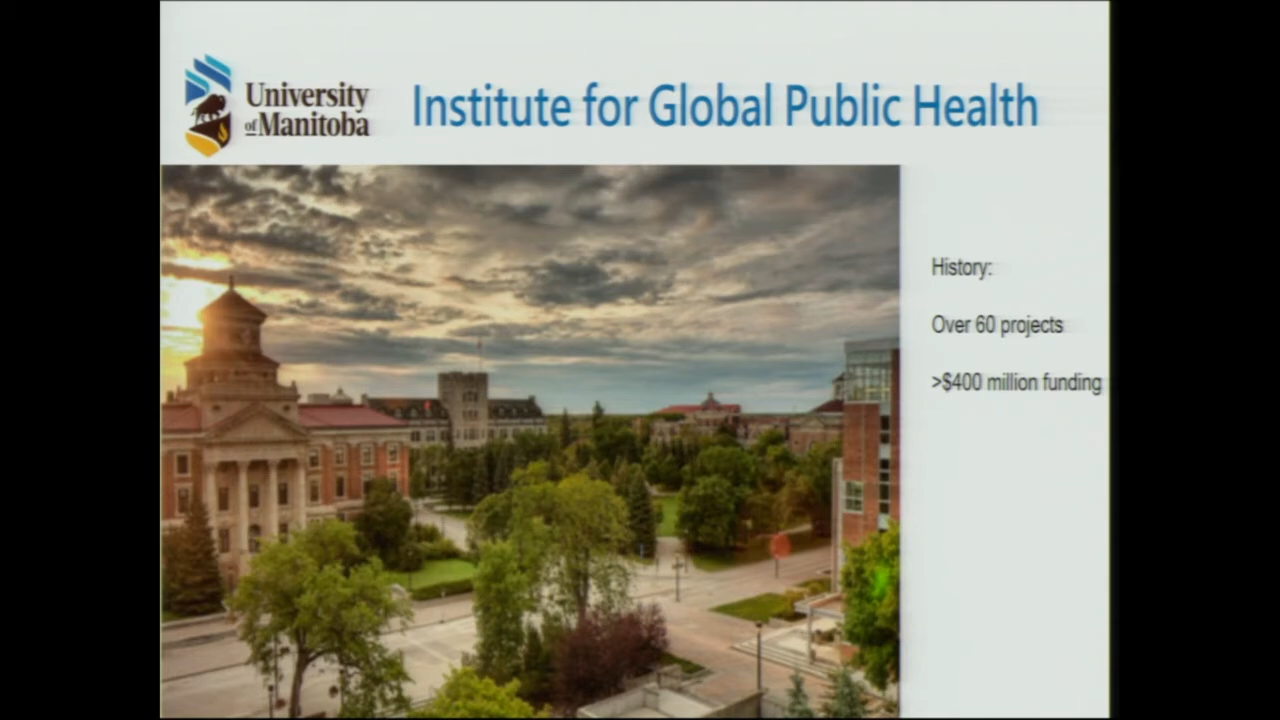 University
of Manitoba
Institute for Global Public Health
History:
Over 60 projects
>$400 million funding